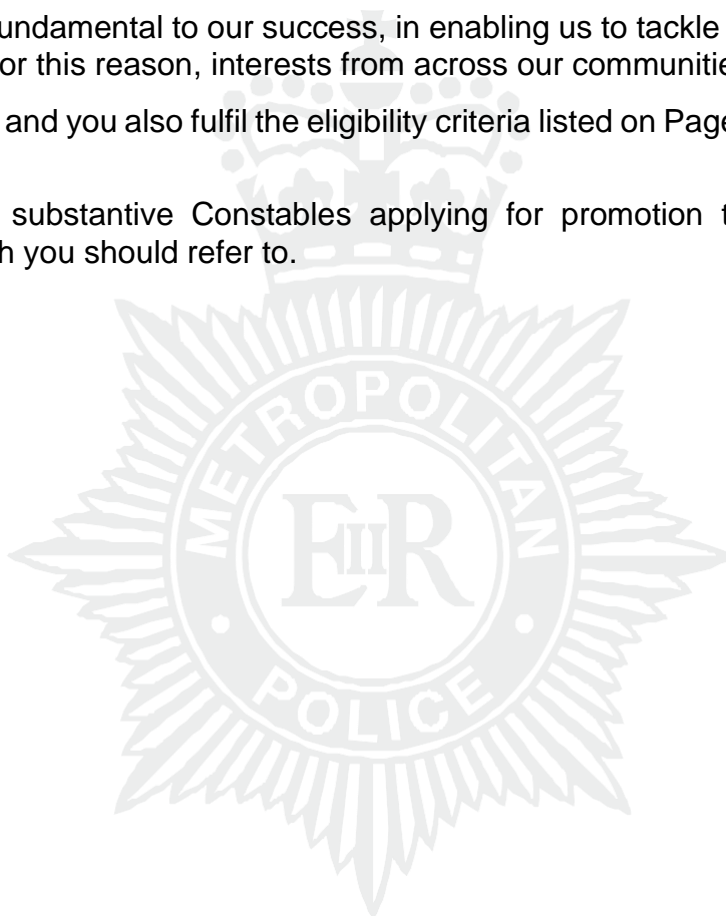 undamental to our success, in enabling us to tackle
or this reason, interests from across our communitie
and you also fulfil the eligibility criteria listed on Page
substantive Constables applying for promotion t
h you should refer to.
METROPOLITAN
EIIR
POLICE